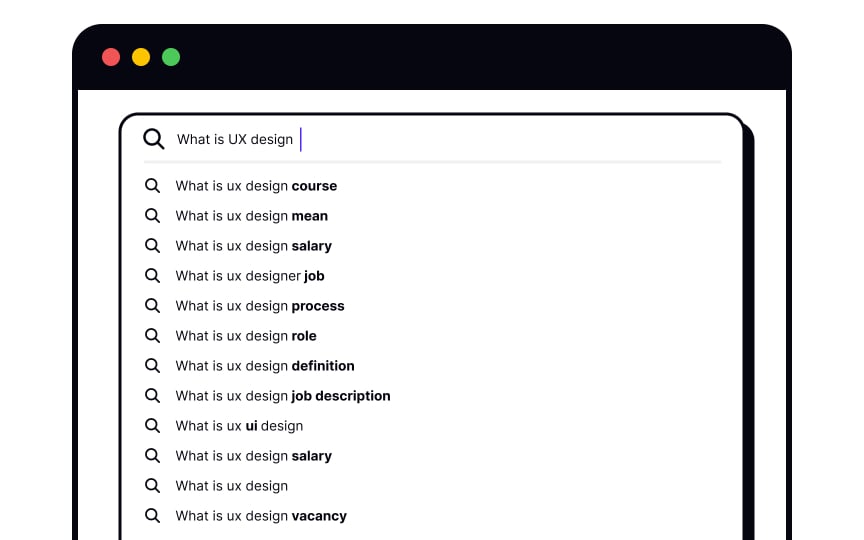 What is UX design
What is ux design course
What is ux design mean
What is ux design salary
What is ux designer job
What is ux design process
What is ux design role
What is ux design definition
What is ux design job description
What is ux ui design
What is ux design salary
What is ux design
What is ux design vacancy